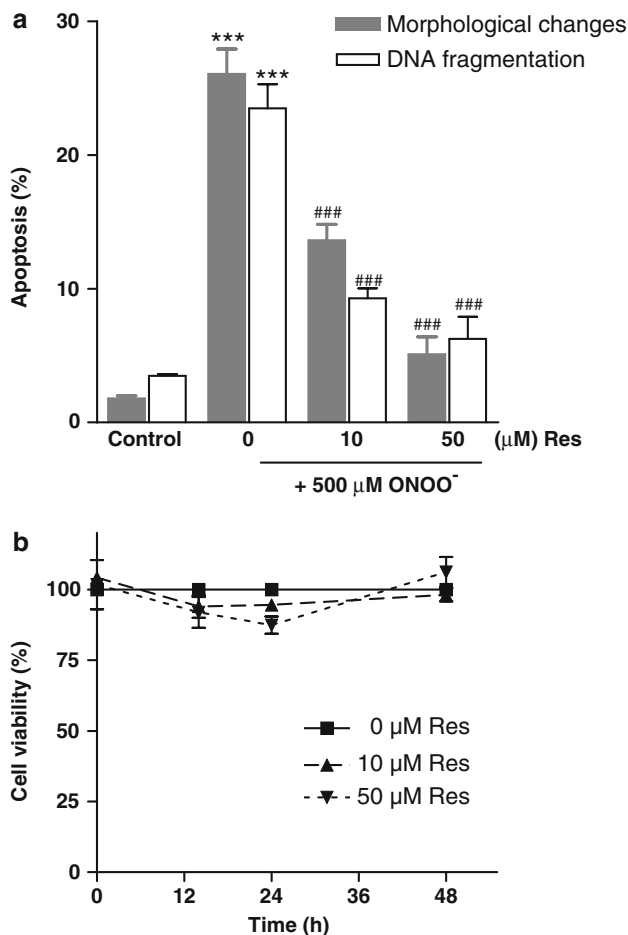 a
30
20
10
0
Apoptosis (%)
Morphological changes
DNA fragmentation
***
***
###
###
###
###
Control 0 10 50 (μM) Res
+ 500 μM ONOO⁻
b
100
75
50
25
0
Cell viability (%)
0 μM Res
10 μM Res
50 μM Res
0 12 24 36 48
Time (h)